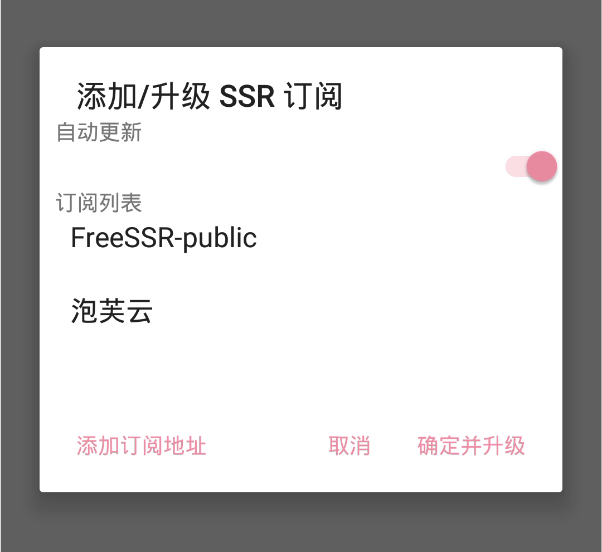 添加/升级 SSR 订阅
自动更新
订阅列表
FreeSSR-public
泡芙云
添加订阅地址 取消 确定并升级